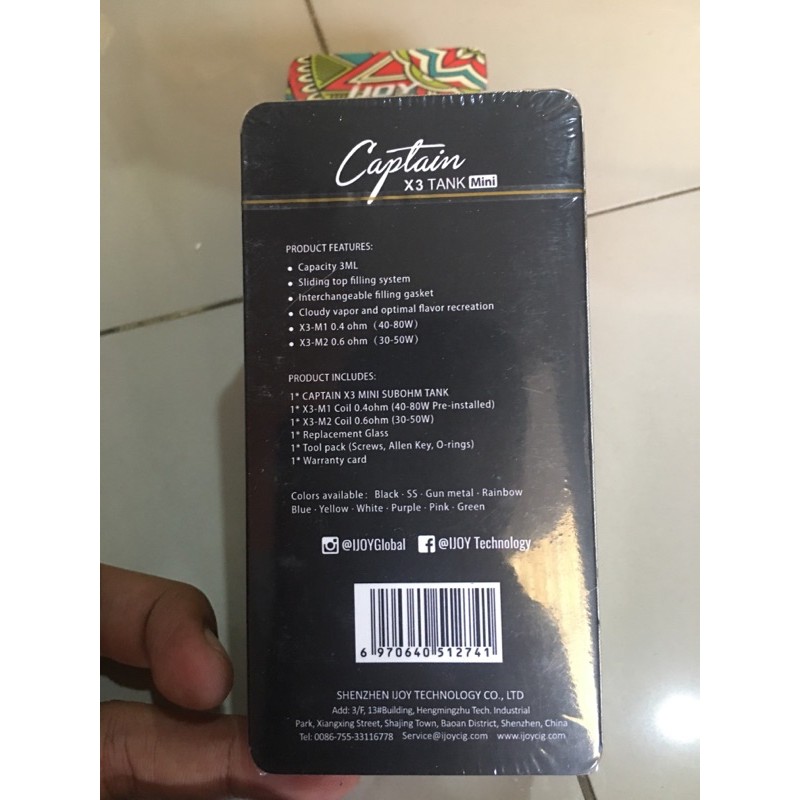 IJOY
Captain
X3 TANK Mini
PRODUCT FEATURES:
• Capacity 3ML
• Sliding top filling system
• Interchangeable filling gasket
• Cloudy vapor and optimal flavor recreation
• X3-M1 0.4 ohm (40-80W)
• X3-M2 0.6 ohm (30-50W)
PRODUCT INCLUDES:
1* CAPTAIN X3 MINI SUBOHM TANK
1* X3-M1 Coil 0.4ohm (40-80W Pre-installed)
1* X3-M2 Coil 0.6ohm (30-50W)
1* Replacement Glass
1* Tool pack (Screws, Allen Key, O-rings)
1* Warranty card
Colors available: Black · SS · Gun metal · Rainbow
Blue · Yellow · White · Purple · Pink · Green
@IJOYGlobal @IJOY Technology
6 970640 512741
SHENZHEN IJOY TECHNOLOGY CO., LTD
Add: 3/F, 13#Building, Hengmingzhu Tech. Industrial
Park, Xiangxing Street, Shajing Town, Baoan District, Shenzhen, China
Tel: 0086-755-33116778 Service@ijoycig.com www.ijoycig.com